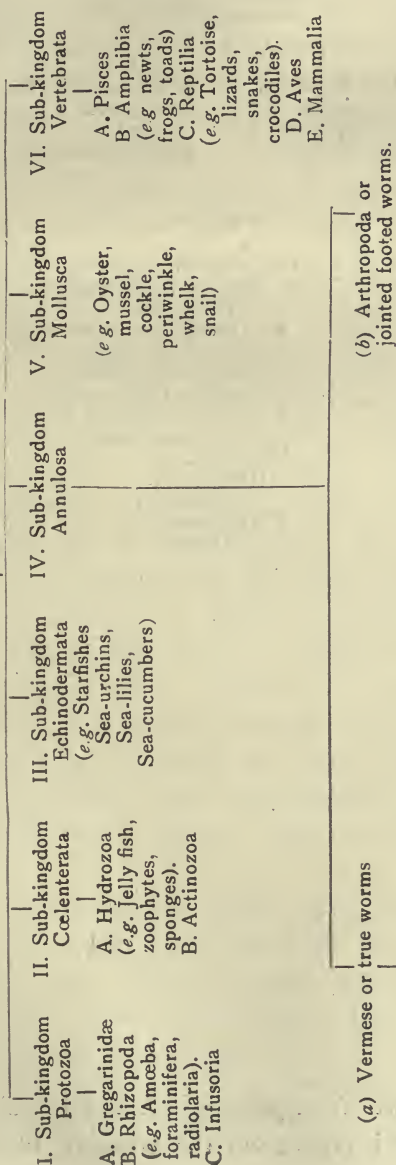 I. Sub-kingdom
Protozoa
A. Gregarinidæ
B. Rhizopoda
(e.g. Amœba,
foraminifera,
radiolaria).
C. Infusoria
II. Sub-kingdom
Cœlenterata
A. Hydrozoa
(e.g. Jelly fish,
zoophytes,
sponges).
B. Actinozoa
III. Sub-kingdom
Echinodermata
(e.g. Starfishes
Sea-urchins,
Sea-lilies,
Sea-cucumbers)
IV. Sub-kingdom
Annulosa
V. Sub-kingdom
Mollusca
(e g. Oyster,
mussel,
cockle,
periwinkle,
whelk,
snail)
VI. Sub-kingdom
Vertebrata
A. Pisces
B Amphibia
(e g newts,
frogs, toads)
C. Reptilia
(e.g. Tortoise,
lizards,
snakes,
crocodiles).
D. Aves
E. Mammalia
(a) Vermese or true worms
(b) Arthropoda or
jointed footed worms.